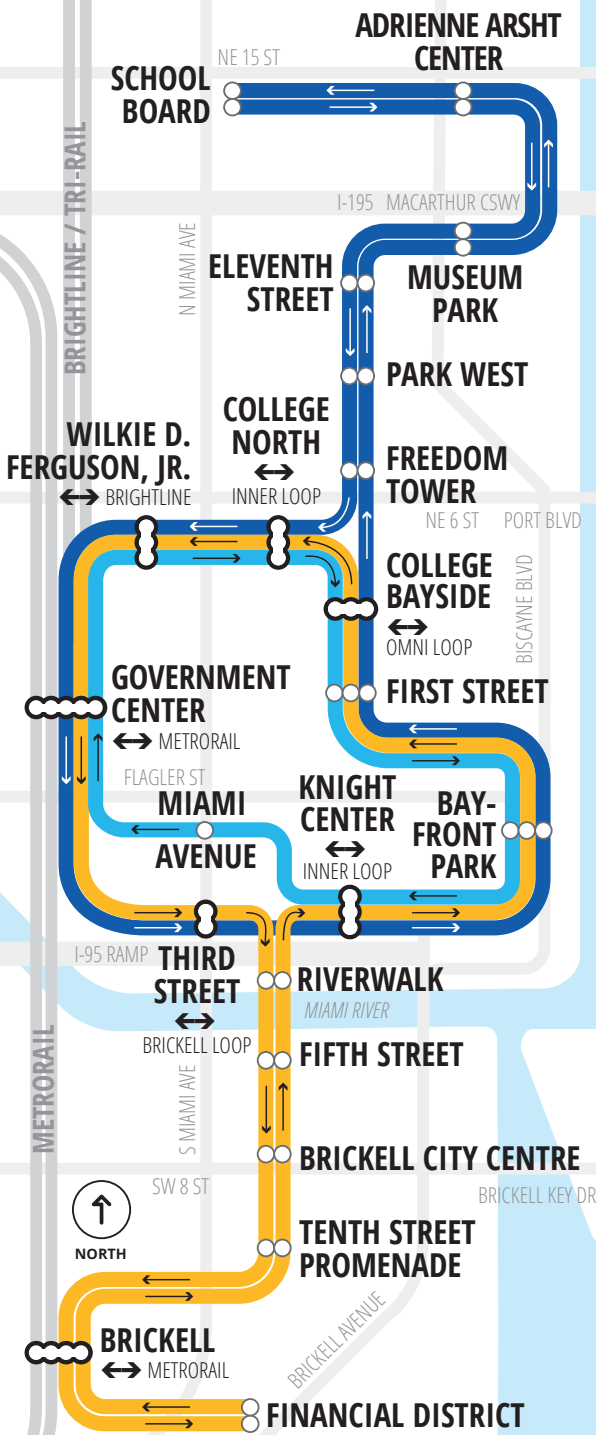 ADRIENNE ARSHT
CENTER
NE 15 ST
SCHOOL
BOARD
I-195 MACARTHUR CSWY
BRIGHTLINE / TRI-RAIL
N MIAMI AVE
ELEVENTH
STREET
MUSEUM
PARK
PARK WEST
COLLEGE
NORTH
INNER LOOP
WILKIE D.
FERGUSON, JR.
BRIGHTLINE
FREEDOM
TOWER
NE 6 ST PORT BLVD
COLLEGE
BAYSIDE
OMNI LOOP
BISCAYNE BLVD
GOVERNMENT
CENTER
METRORAIL
FIRST STREET
FLAGLER ST
MIAMI
AVENUE
KNIGHT
CENTER
INNER LOOP
BAY-
FRONT
PARK
I-95 RAMP
THIRD
STREET
BRICKELL LOOP
RIVERWALK
MIAMI RIVER
METRORAIL
S MIAMI AVE
FIFTH STREET
BRICKELL CITY CENTRE
SW 8 ST
BRICKELL KEY DR
NORTH
TENTH STREET
PROMENADE
BRICKELL
METRORAIL
BRICKELL AVENUE
FINANCIAL DISTRICT